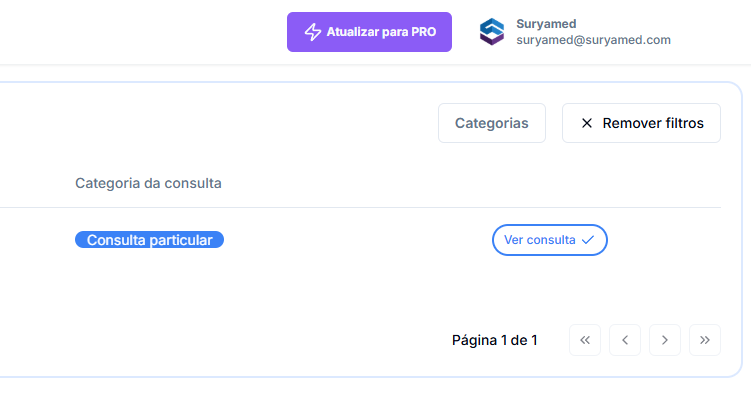 Atualizar para PRO
Suryamed
suryamed@suryamed.com
Categorias
Remover filtros
Categoria da consulta
Consulta particular
Ver consulta
Página 1 de 1